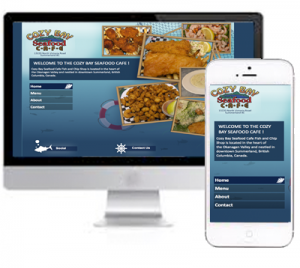 COZY BAY
Seafood
C·A·F·E
WELCOME TO THE COZY BAY SEAFOOD CAFE !
Cozy Bay Seafood Cafe Fish and Chip Shop is located in the heart of
the Okanagan Valley and nestled in downtown Summerland, British
Columbia, Canada.
Home
Menu
About
Contact
Contact Us
COZY BAY
Seafood
C·A·F·E
WELCOME TO THE COZY
BAY SEAFOOD CAFE !
Cozy Bay Seafood Cafe Fish and Chip
Shop is located in the heart of
the Okanagan Valley and nestled in
downtown Summerland, British
Columbia, Canada.
Home
Menu
About
Contact